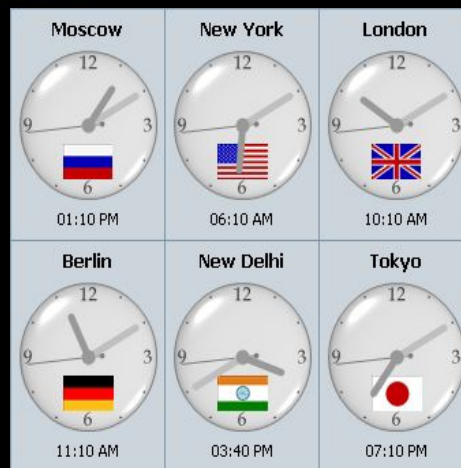 Moscow New York London
12 12 12
9 3 9 3 9 3
6 6 6
01:10 PM 06:10 AM 10:10 AM
Berlin New Delhi Tokyo
12 12 12
9 3 9 3 9 3
6 6 6
11:10 AM 03:40 PM 07:10 PM